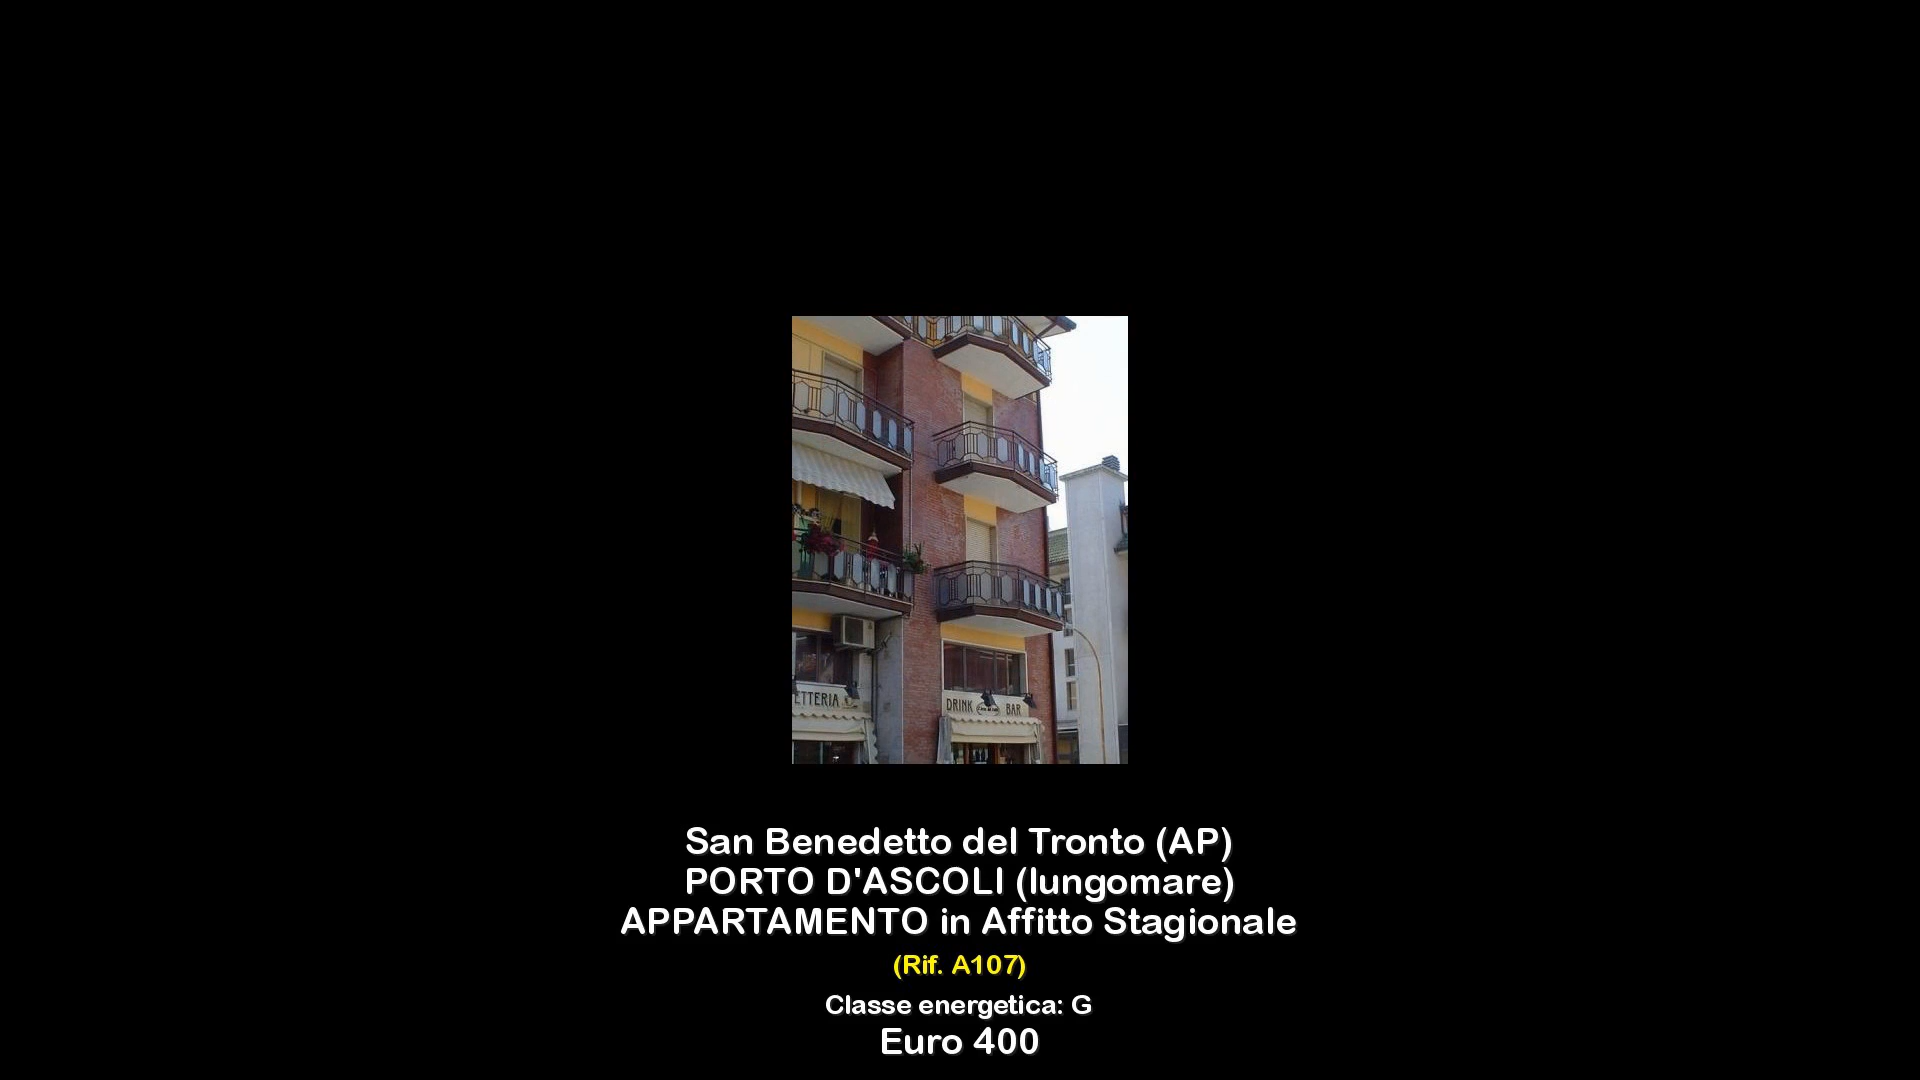 ETTERIA
DRINK BAR
San Benedetto del Tronto (AP)
PORTO D'ASCOLI (lungomare)
APPARTAMENTO in Affitto Stagionale
(Rif. A107)
Classe energetica: G
Euro 400